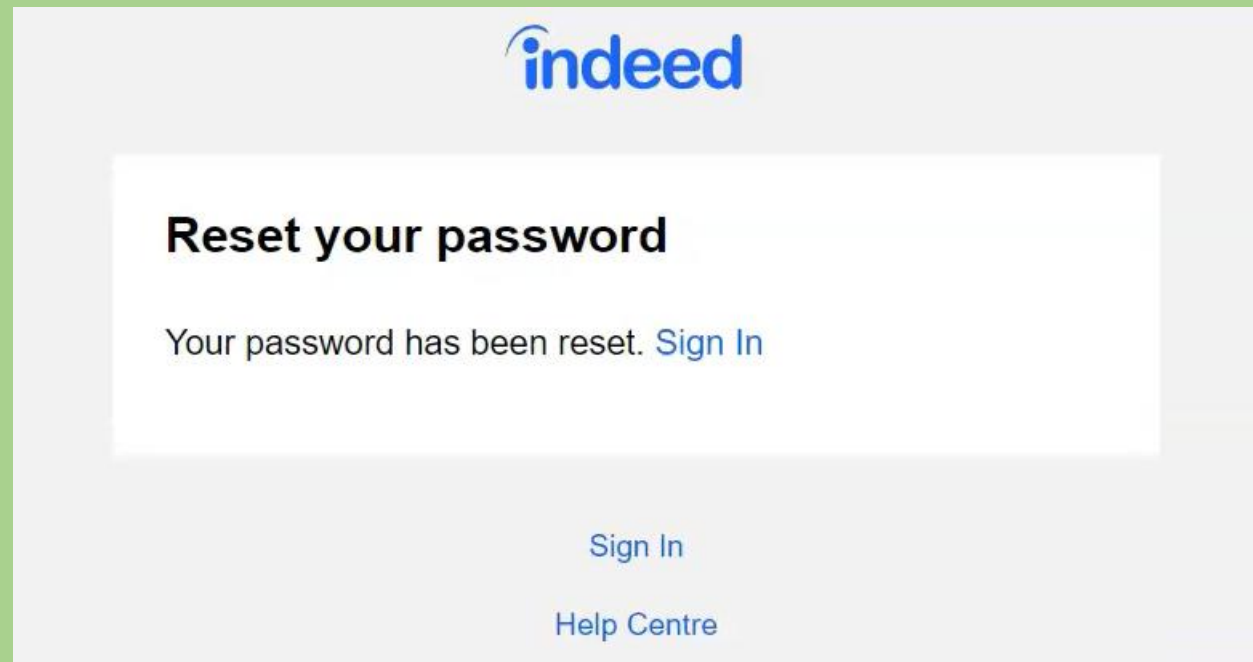 indeed
Reset your password
Your password has been reset. Sign In
Sign In
Help Centre